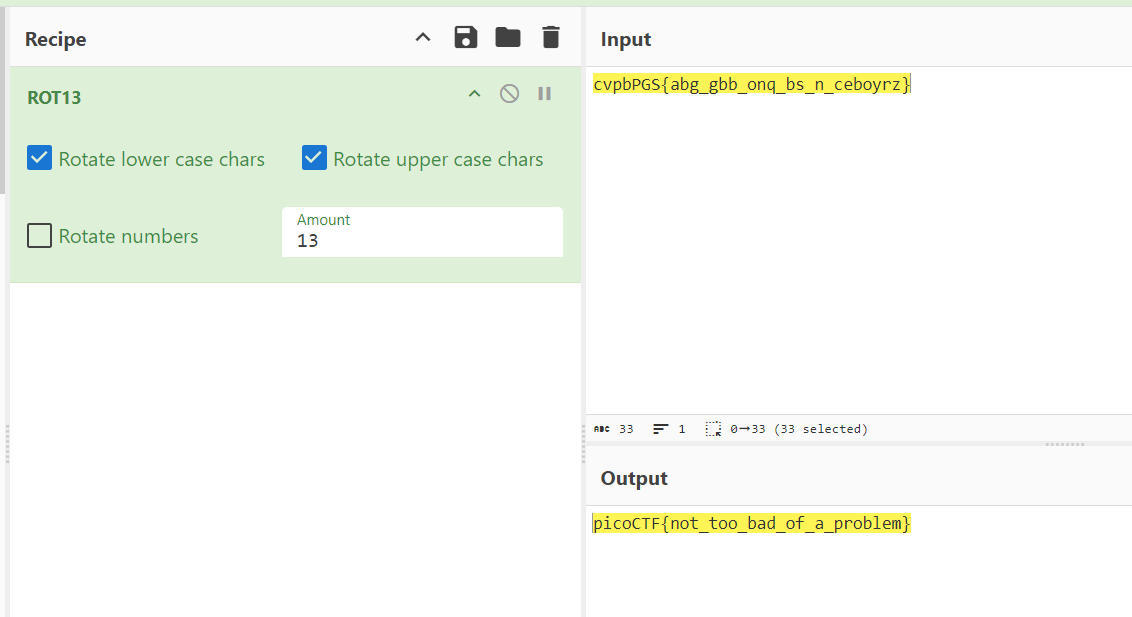 Recipe
ROT13
Rotate lower case chars
Rotate upper case chars
Rotate numbers
Amount
13
Input
cvpbPGS{abg_gbb_onq_bs_n_ceboyrz}
ABC 33 1 0→33 (33 selected)
Output
picoCTF{not_too_bad_of_a_problem}